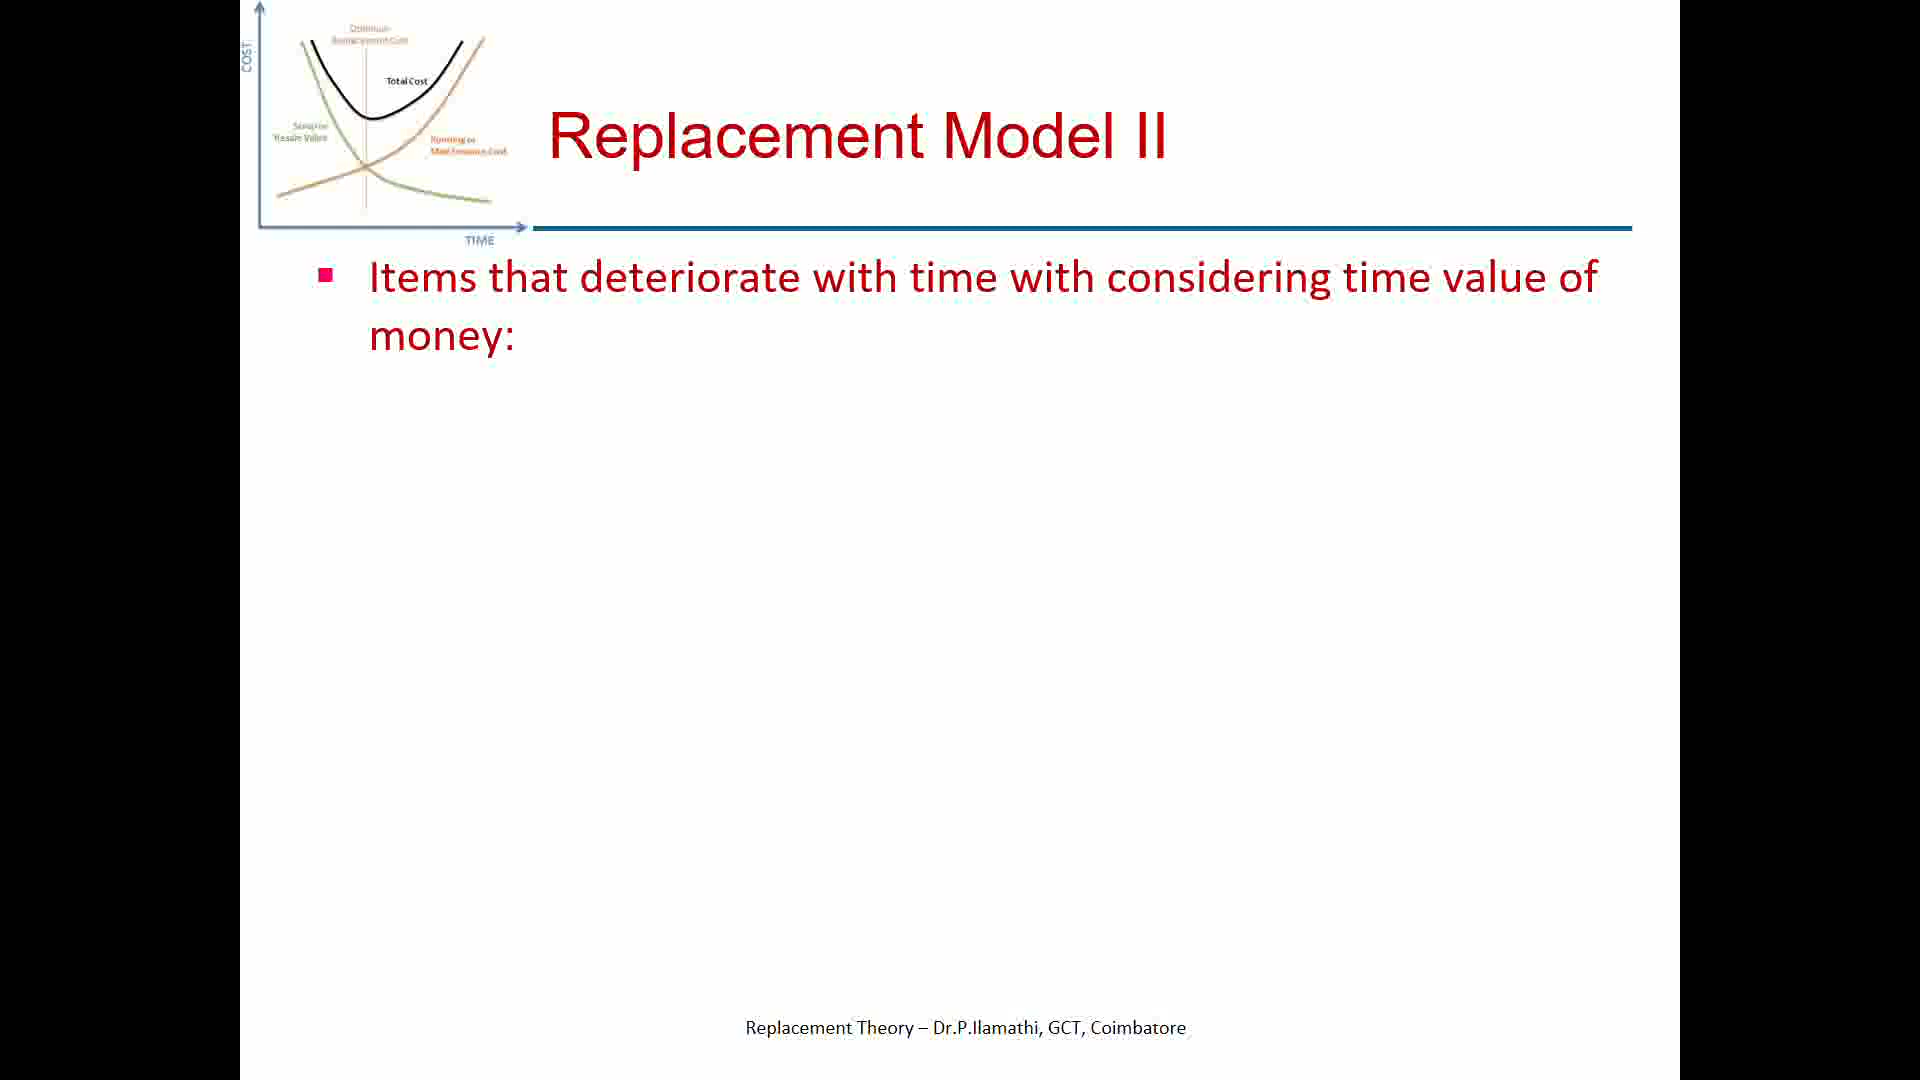 COST
Optimum
Replacement Cost
Total Cost
Scrap or
Resale Value
Running or
Maintenance Cost
TIME
Replacement Model II
Items that deteriorate with time with considering time value of
money:
Replacement Theory – Dr.P.Ilamathi, GCT, Coimbatore